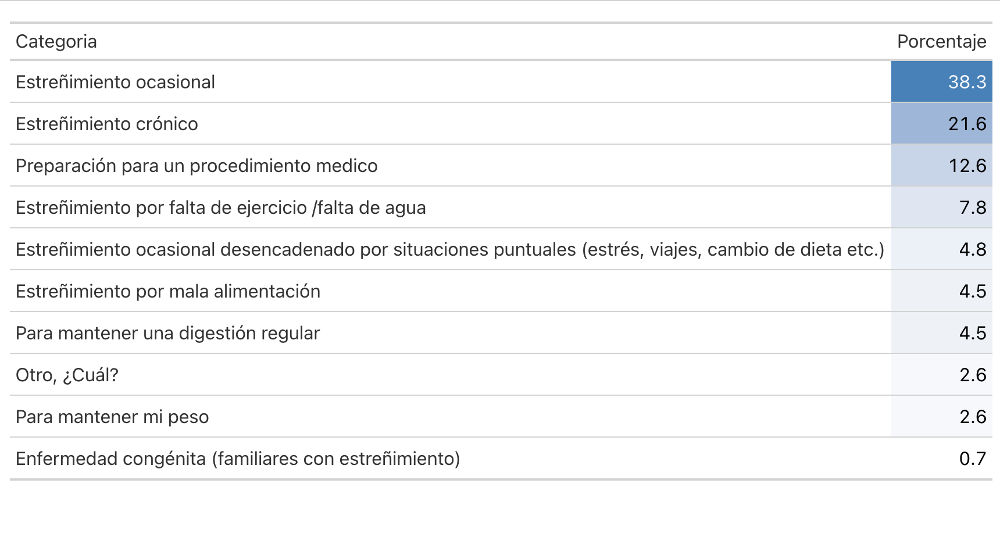 Categoria Porcentaje
Estreñimiento ocasional 38.3
Estreñimiento crónico 21.6
Preparación para un procedimiento medico 12.6
Estreñimiento por falta de ejercicio /falta de agua 7.8
Estreñimiento ocasional desencadenado por situaciones puntuales (estrés, viajes, cambio de dieta etc.) 4.8
Estreñimiento por mala alimentación 4.5
Para mantener una digestión regular 4.5
Otro, ¿Cuál? 2.6
Para mantener mi peso 2.6
Enfermedad congénita (familiares con estreñimiento) 0.7